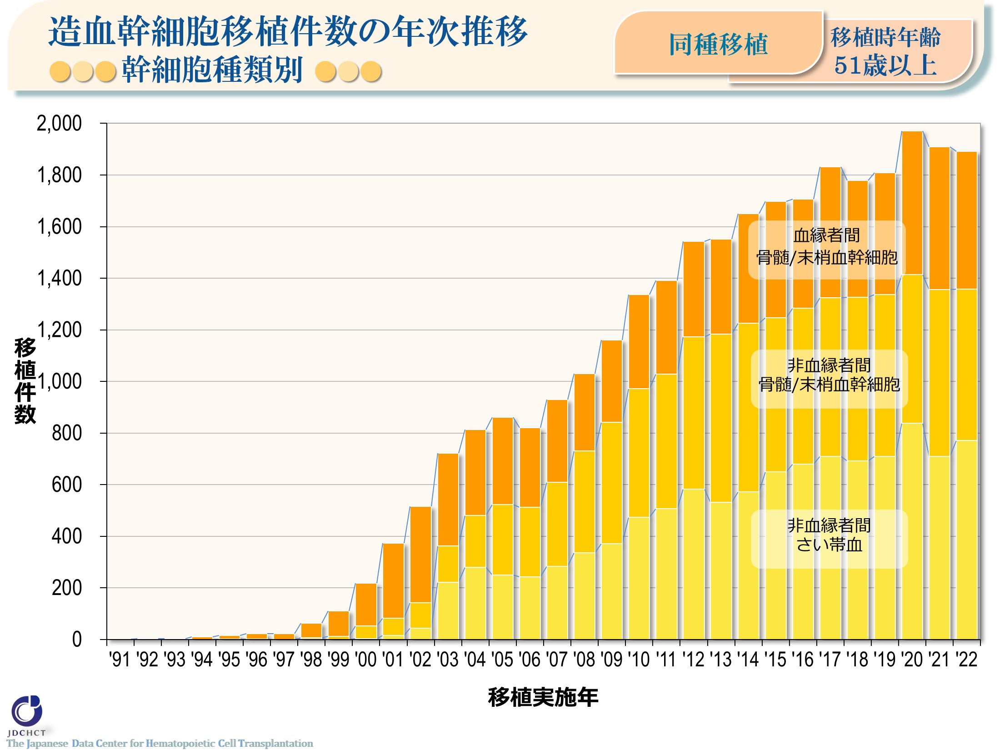 造血幹細胞移植件数の年次推移
幹細胞種類別
同種移植
移植時年齢
51歳以上
2,000
1,800
1,600
1,400
1,200
1,000
800
600
400
200
0
移植件数
血縁者間
骨髄/末梢血幹細胞
非血縁者間
骨髄/末梢血幹細胞
非血縁者間
さい帯血
'91 '92 '93 '94 '95 '96 '97 '98 '99 '00 '01 '02 '03 '04 '05 '06 '07 '08 '09 '10 '11 '12 '13 '14 '15 '16 '17 '18 '19 '20 '21 '22
移植実施年
JDCHCT
The Japanese Data Center for Hematopoietic Cell Transplantation